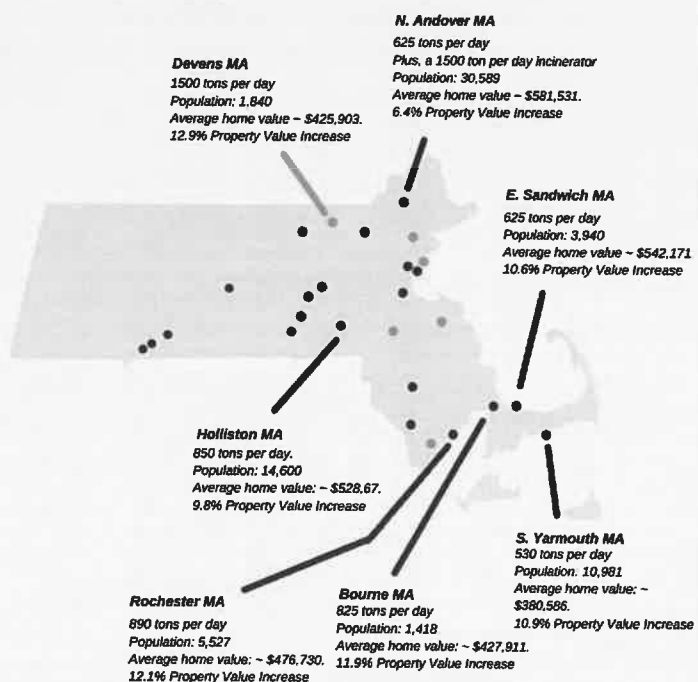 N. Andover MA
625 tons per day
Plus, a 1500 ton per day incinerator
Population: 30,589
Average home value ~ $581,531.
6.4% Property Value Increase
Devens MA
1500 tons per day
Population: 1,840
Average home value ~ $425,903.
12.9% Property Value Increase
E. Sandwich MA
625 tons per day
Population: 3,940
Average home value ~ $542,171
10.6% Property Value Increase
Holliston MA
850 tons per day.
Population: 14,600
Average home value: ~ $528,67.
9.8% Property Value Increase
S. Yarmouth MA
530 tons per day
Population. 10,981
Average home value: ~
$380,586.
10.9% Property Value Increase
Rochester MA
890 tons per day
Population: 5,527
Average home value: ~ $476,730.
12.1% Property Value Increase
Bourne MA
825 tons per day
Population: 1,418
Average home value: ~ $427,911.
11.9% Property Value Increase